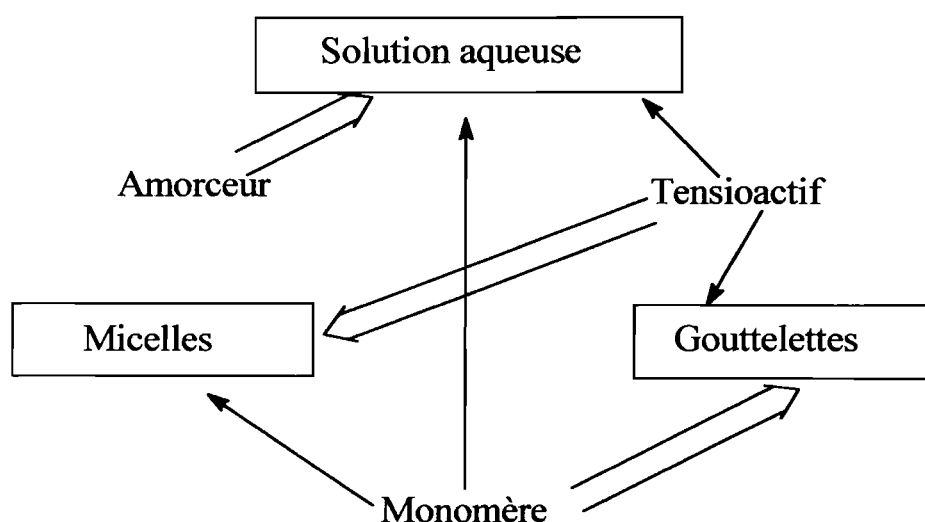 Solution aqueuse
Amorceur
Tensioactif
Micelles
Gouttelettes
Monomère